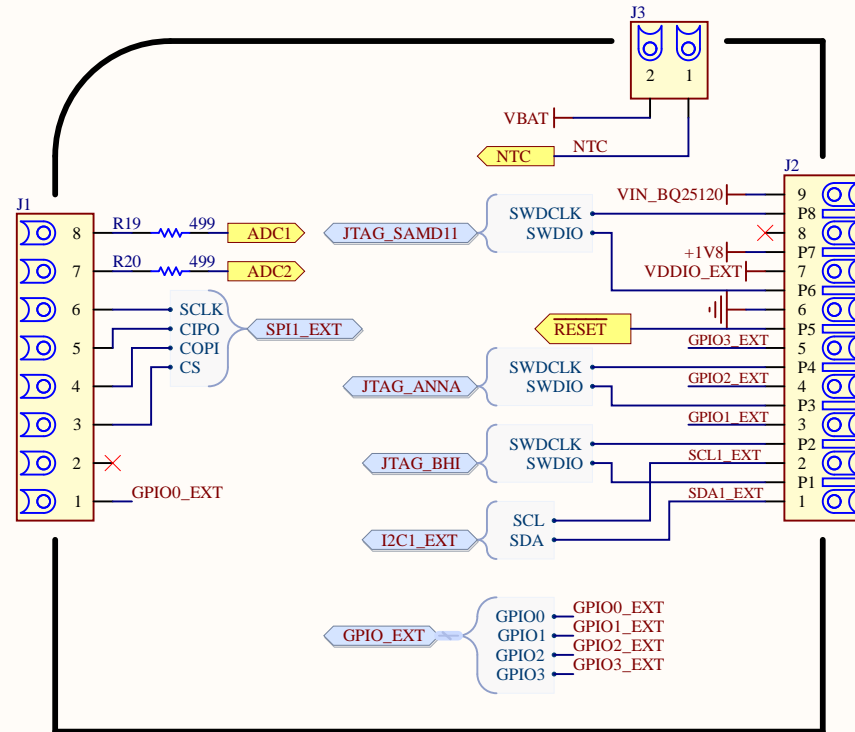 J3
2 1
VBAT
NTC NTC
J1
8 R19 499 ADC1
7 R20 499 ADC2
6 SCLK
5 CIPO
4 COPI
3 CS
SPI1_EXT
2
1 GPIO0_EXT
JTAG_SAMD11
SWDCLK
SWDIO
RESET
JTAG_ANNA
SWDCLK
SWDIO
JTAG_BHI
SWDCLK
SWDIO
I2C1_EXT
SCL
SDA
J2
VIN_BQ25120 9
P8
8
+1V8 P7
VDDIO_EXT 7
P6
6
P5
GPIO3_EXT 5
P4
GPIO2_EXT 4
P3
GPIO1_EXT 3
P2
SCL1_EXT 2
P1
SDA1_EXT 1
GPIO_EXT
GPIO0 GPIO0_EXT
GPIO1 GPIO1_EXT
GPIO2 GPIO2_EXT
GPIO3 GPIO3_EXT